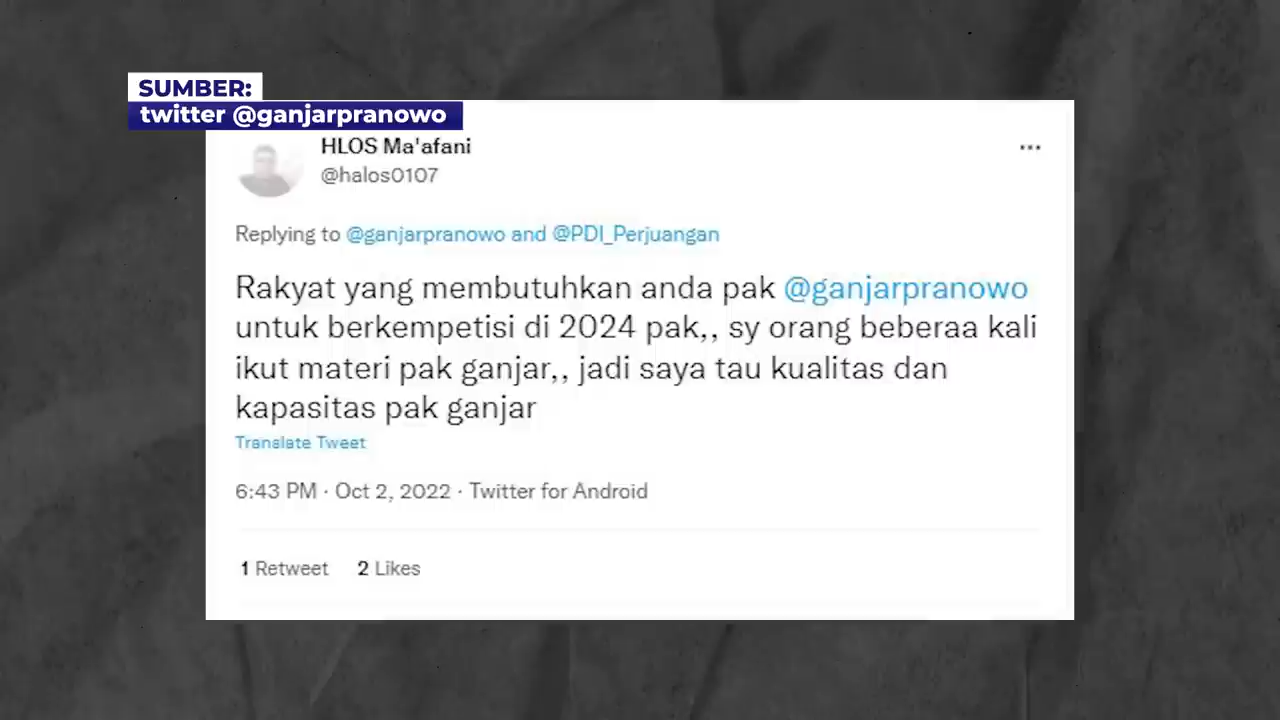 SUMBER:
twitter @ganjarpranowo
HLOS Ma'afani
@halos0107
Replying to @ganjarpranowo and @PDI_Perjuangan
Rakyat yang membutuhkan anda pak @ganjarpranowo
untuk berkempetisi di 2024 pak,, sy orang beberaa kali
ikut materi pak ganjar,, jadi saya tau kualitas dan
kapasitas pak ganjar
Translate Tweet
6:43 PM · Oct 2, 2022 · Twitter for Android
1 Retweet 2 Likes